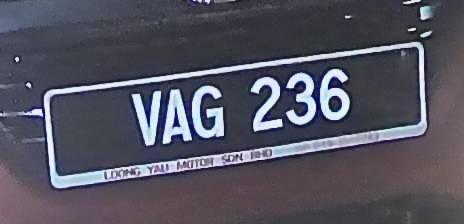 VAG 236
LOONG YAU MOTOR SDN BHD